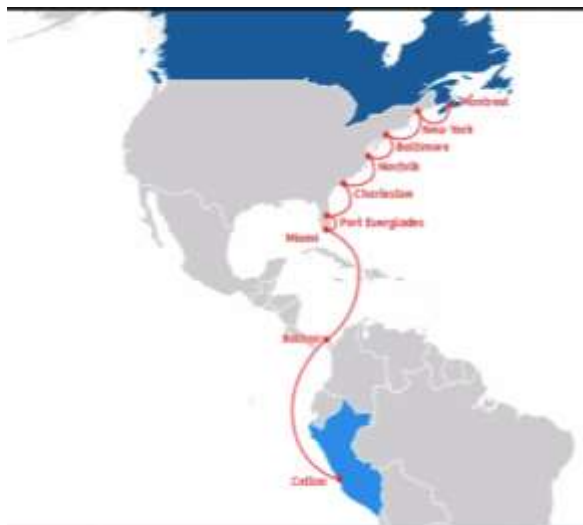 Montreal
New York
Baltimore
Norfolk
Charleston
Port Everglades
Miami
Balboa
Callao